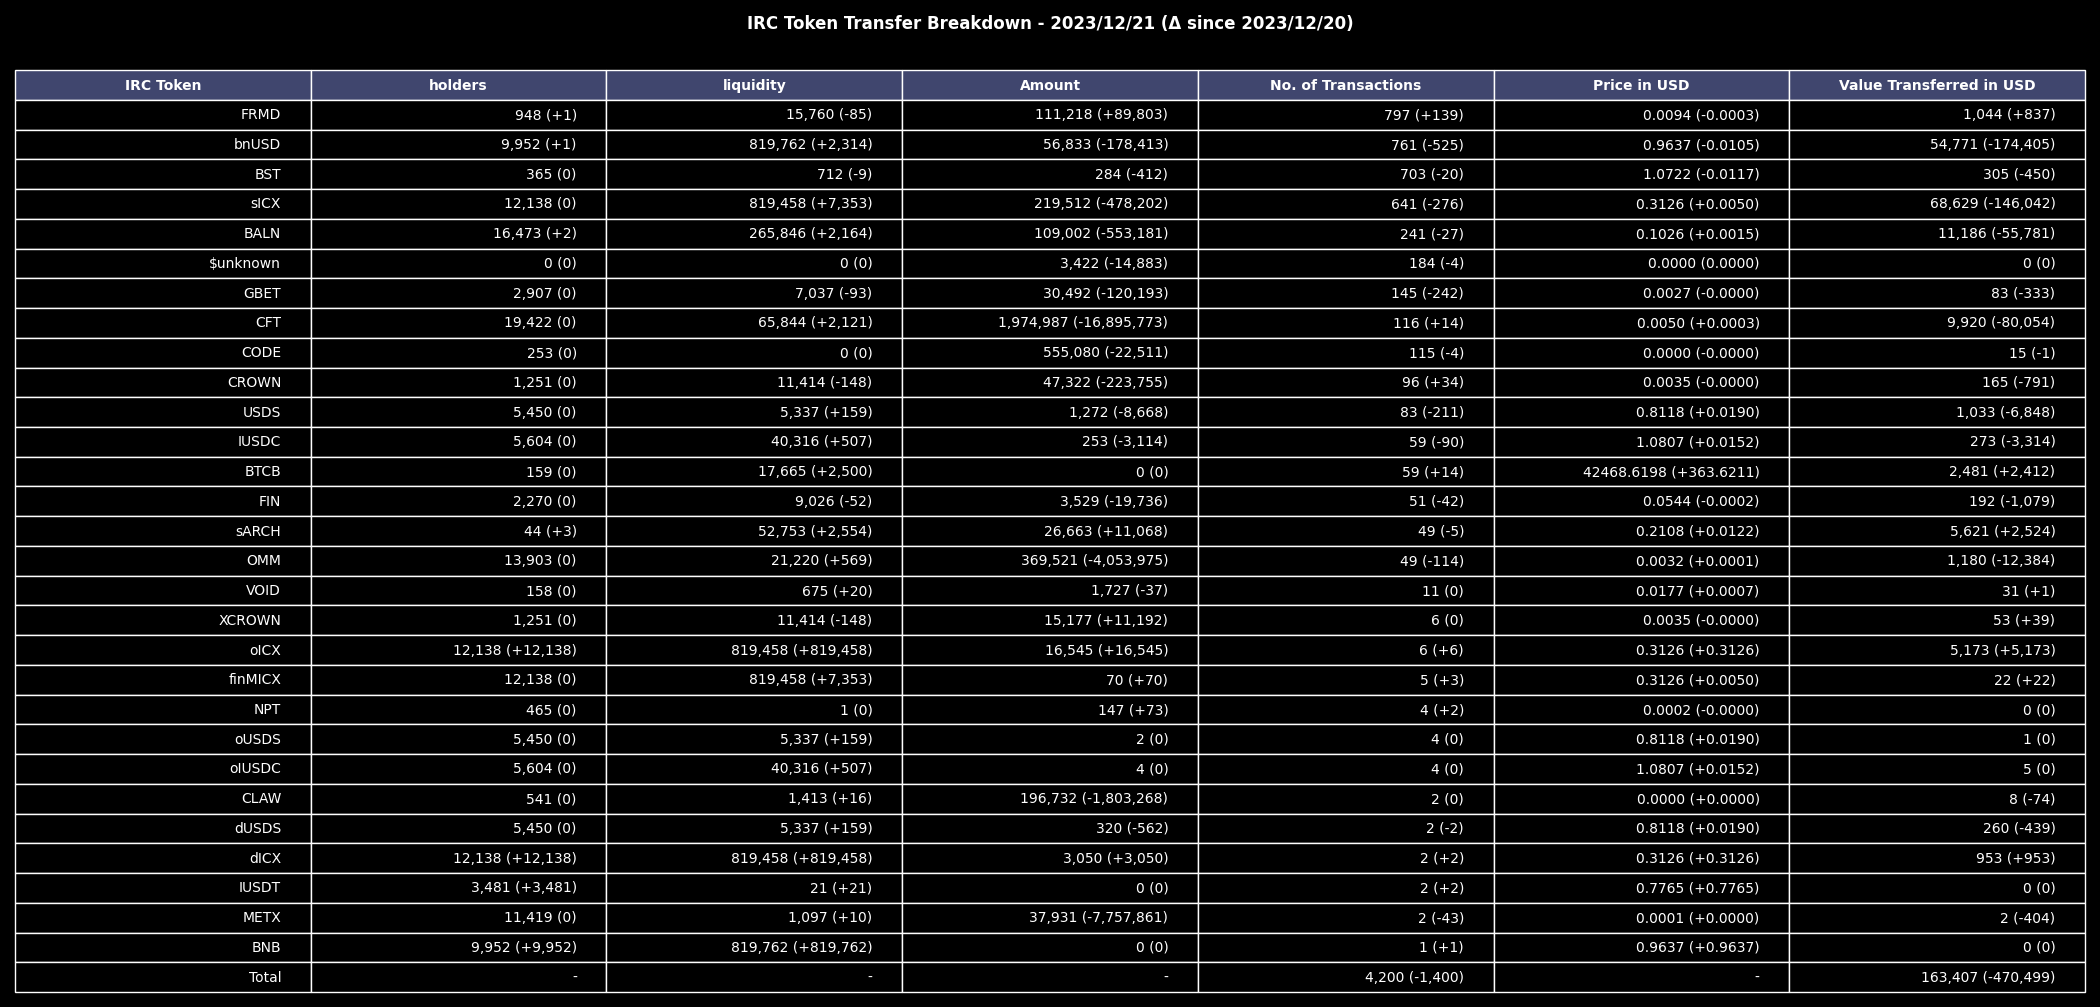 IRC Token Transfer Breakdown - 2023/12/21 (Δ since 2023/12/20)
IRC Token holders liquidity Amount No. of Transactions Price in USD Value Transferred in USD
FRMD 948 (+1) 15,760 (-85) 111,218 (+89,803) 797 (+139) 0.0094 (-0.0003) 1,044 (+837)
bnUSD 9,952 (+1) 819,762 (+2,314) 56,833 (-178,413) 761 (-525) 0.9637 (-0.0105) 54,771 (-174,405)
BST 365 (0) 712 (-9) 284 (-412) 703 (-20) 1.0722 (-0.0117) 305 (-450)
sICX 12,138 (0) 819,458 (+7,353) 219,512 (-478,202) 641 (-276) 0.3126 (+0.0050) 68,629 (-146,042)
BALN 16,473 (+2) 265,846 (+2,164) 109,002 (-553,181) 241 (-27) 0.1026 (+0.0015) 11,186 (-55,781)
$unknown 0 (0) 0 (0) 3,422 (-14,883) 184 (-4) 0.0000 (0.0000) 0 (0)
GBET 2,907 (0) 7,037 (-93) 30,492 (-120,193) 145 (-242) 0.0027 (-0.0000) 83 (-333)
CFT 19,422 (0) 65,844 (+2,121) 1,974,987 (-16,895,773) 116 (+14) 0.0050 (+0.0003) 9,920 (-80,054)
CODE 253 (0) 0 (0) 555,080 (-22,511) 115 (-4) 0.0000 (-0.0000) 15 (-1)
CROWN 1,251 (0) 11,414 (-148) 47,322 (-223,755) 96 (+34) 0.0035 (-0.0000) 165 (-791)
USDS 5,450 (0) 5,337 (+159) 1,272 (-8,668) 83 (-211) 0.8118 (+0.0190) 1,033 (-6,848)
IUSDC 5,604 (0) 40,316 (+507) 253 (-3,114) 59 (-90) 1.0807 (+0.0152) 273 (-3,314)
BTCB 159 (0) 17,665 (+2,500) 0 (0) 59 (+14) 42468.6198 (+363.6211) 2,481 (+2,412)
FIN 2,270 (0) 9,026 (-52) 3,529 (-19,736) 51 (-42) 0.0544 (-0.0002) 192 (-1,079)
sARCH 44 (+3) 52,753 (+2,554) 26,663 (+11,068) 49 (-5) 0.2108 (+0.0122) 5,621 (+2,524)
OMM 13,903 (0) 21,220 (+569) 369,521 (-4,053,975) 49 (-114) 0.0032 (+0.0001) 1,180 (-12,384)
VOID 158 (0) 675 (+20) 1,727 (-37) 11 (0) 0.0177 (+0.0007) 31 (+1)
XCROWN 1,251 (0) 11,414 (-148) 15,177 (+11,192) 6 (0) 0.0035 (-0.0000) 53 (+39)
oICX 12,138 (+12,138) 819,458 (+819,458) 16,545 (+16,545) 6 (+6) 0.3126 (+0.3126) 5,173 (+5,173)
finMICX 12,138 (0) 819,458 (+7,353) 70 (+70) 5 (+3) 0.3126 (+0.0050) 22 (+22)
NPT 465 (0) 1 (0) 147 (+73) 4 (+2) 0.0002 (-0.0000) 0 (0)
oUSDS 5,450 (0) 5,337 (+159) 2 (0) 4 (0) 0.8118 (+0.0190) 1 (0)
oIUSDC 5,604 (0) 40,316 (+507) 4 (0) 4 (0) 1.0807 (+0.0152) 5 (0)
CLAW 541 (0) 1,413 (+16) 196,732 (-1,803,268) 2 (0) 0.0000 (+0.0000) 8 (-74)
dUSDS 5,450 (0) 5,337 (+159) 320 (-562) 2 (-2) 0.8118 (+0.0190) 260 (-439)
dICX 12,138 (+12,138) 819,458 (+819,458) 3,050 (+3,050) 2 (+2) 0.3126 (+0.3126) 953 (+953)
IUSDT 3,481 (+3,481) 21 (+21) 0 (0) 2 (+2) 0.7765 (+0.7765) 0 (0)
METX 11,419 (0) 1,097 (+10) 37,931 (-7,757,861) 2 (-43) 0.0001 (+0.0000) 2 (-404)
BNB 9,952 (+9,952) 819,762 (+819,762) 0 (0) 1 (+1) 0.9637 (+0.9637) 0 (0)
Total - - - 4,200 (-1,400) - 163,407 (-470,499)